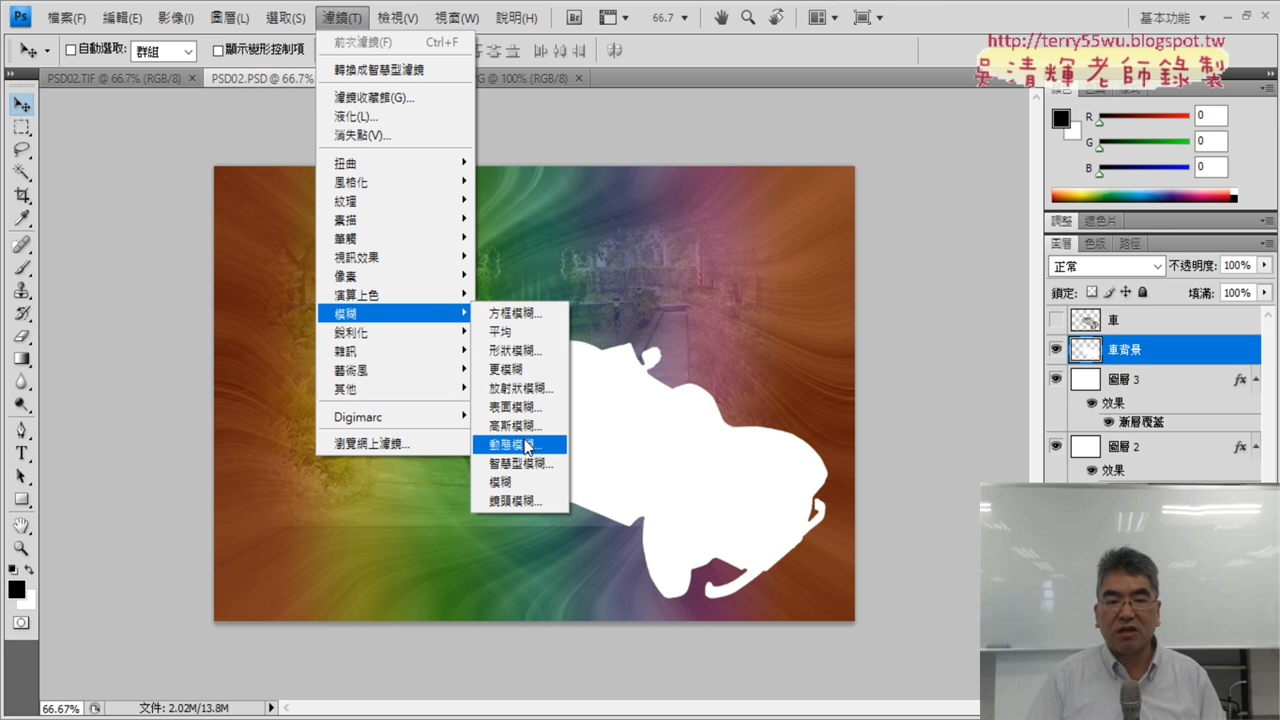 Ps 檔案(F) 編輯(E) 影像(I) 圖層(L) 選取(S) 濾鏡(T) 檢視(V) 視窗(W) 說明(H) Br 66.7 基本功能
http://terry55wu.blogspot.tw
吳清輝老師錄製
自動選取: 群組 顯示變形控制項
PSD02.TIF @ 66.7% (RGB/8) PSD02.PSD @ 66.7% G @ 100% (RGB/8)
前次濾鏡(F) Ctrl+F
轉換成智慧型濾鏡
濾鏡收藏館(G)...
液化(L)...
消失點(V)...
扭曲
風格化
紋理
素描
筆觸
視訊效果
像素
演算上色
模糊
銳利化
雜訊
藝術風
其他
Digimarc
瀏覽網上濾鏡...
方框模糊...
平均
形狀模糊...
更模糊
放射狀模糊...
表面模糊...
高斯模糊...
動態模糊...
智慧型模糊...
模糊
鏡頭模糊...
R 0
G 0
B 0
調整 遮色片
圖層 色版 路徑
正常 不透明度: 100%
鎖定: 填滿: 100%
車
車背景
圖層 3 fx
效果
漸層覆蓋
圖層 2 fx
效果
66.67% 文件: 2.02M/13.8M